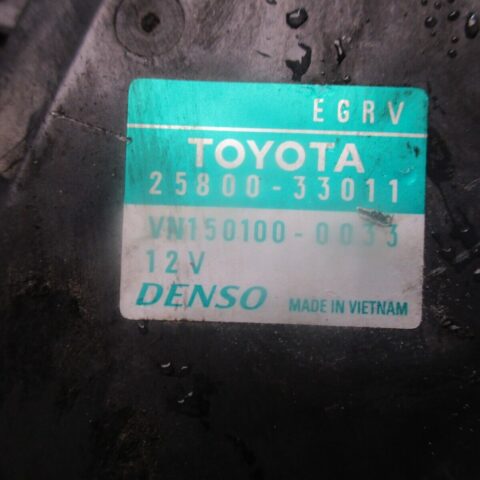 EGRV
TOYOTA
25800-33011
VN150100-0033
12V
DENSO MADE IN VIETNAM